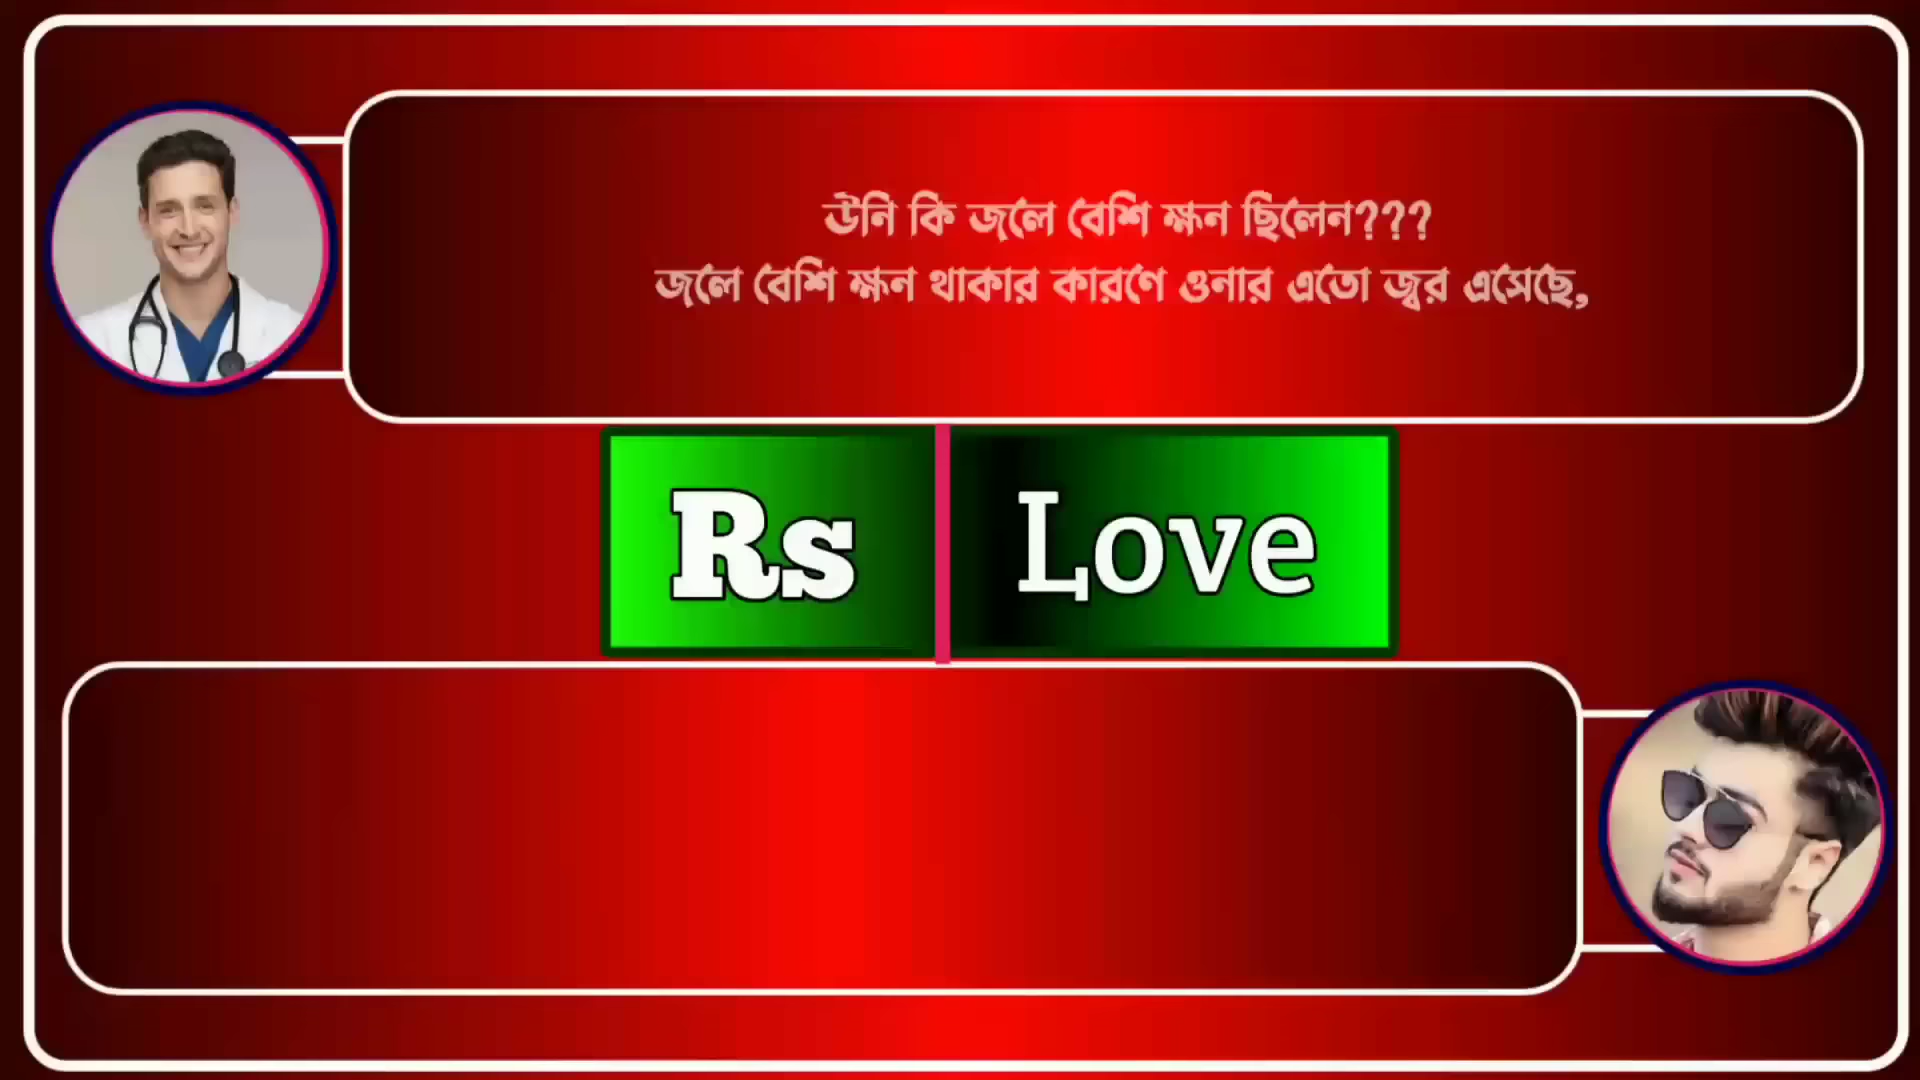 উনি কি জলে বেশি ক্ষন ছিলেন???
জলে বেশি ক্ষন থাকার কারণে ওনার এতো জ্বর এসেছে,
Rs Love